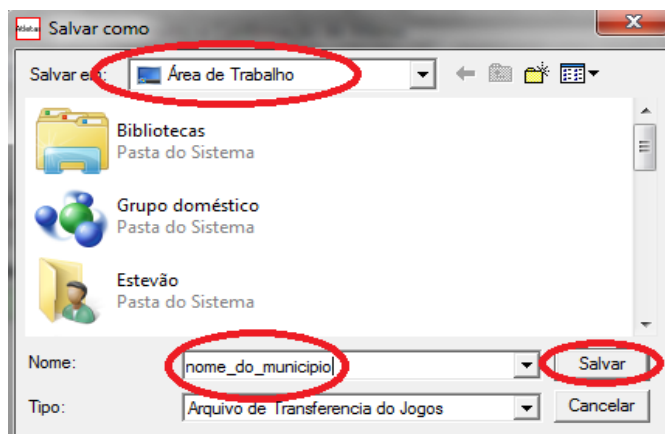 Atletas Salvar como
Salvar em: Área de Trabalho
Bibliotecas
Pasta do Sistema
Grupo doméstico
Pasta do Sistema
Estevão
Pasta do Sistema
Nome: nome_do_municipio Salvar
Tipo: Arquivo de Transferencia do Jogos Cancelar